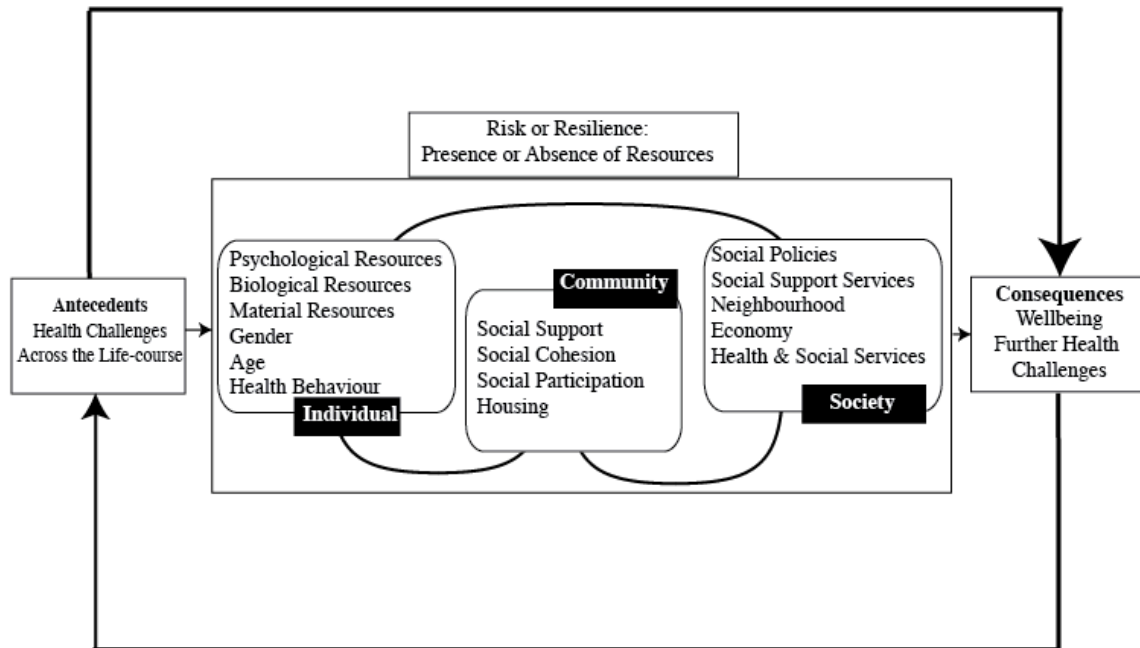 Risk or Resilience:
Presence or Absence of Resources
Antecedents
Health Challenges
Across the Life-course
Psychological Resources
Biological Resources
Material Resources
Gender
Age
Health Behaviour
Individual
Community
Social Support
Social Cohesion
Social Participation
Housing
Social Policies
Social Support Services
Neighbourhood
Economy
Health & Social Services
Society
Consequences
Wellbeing
Further Health
Challenges